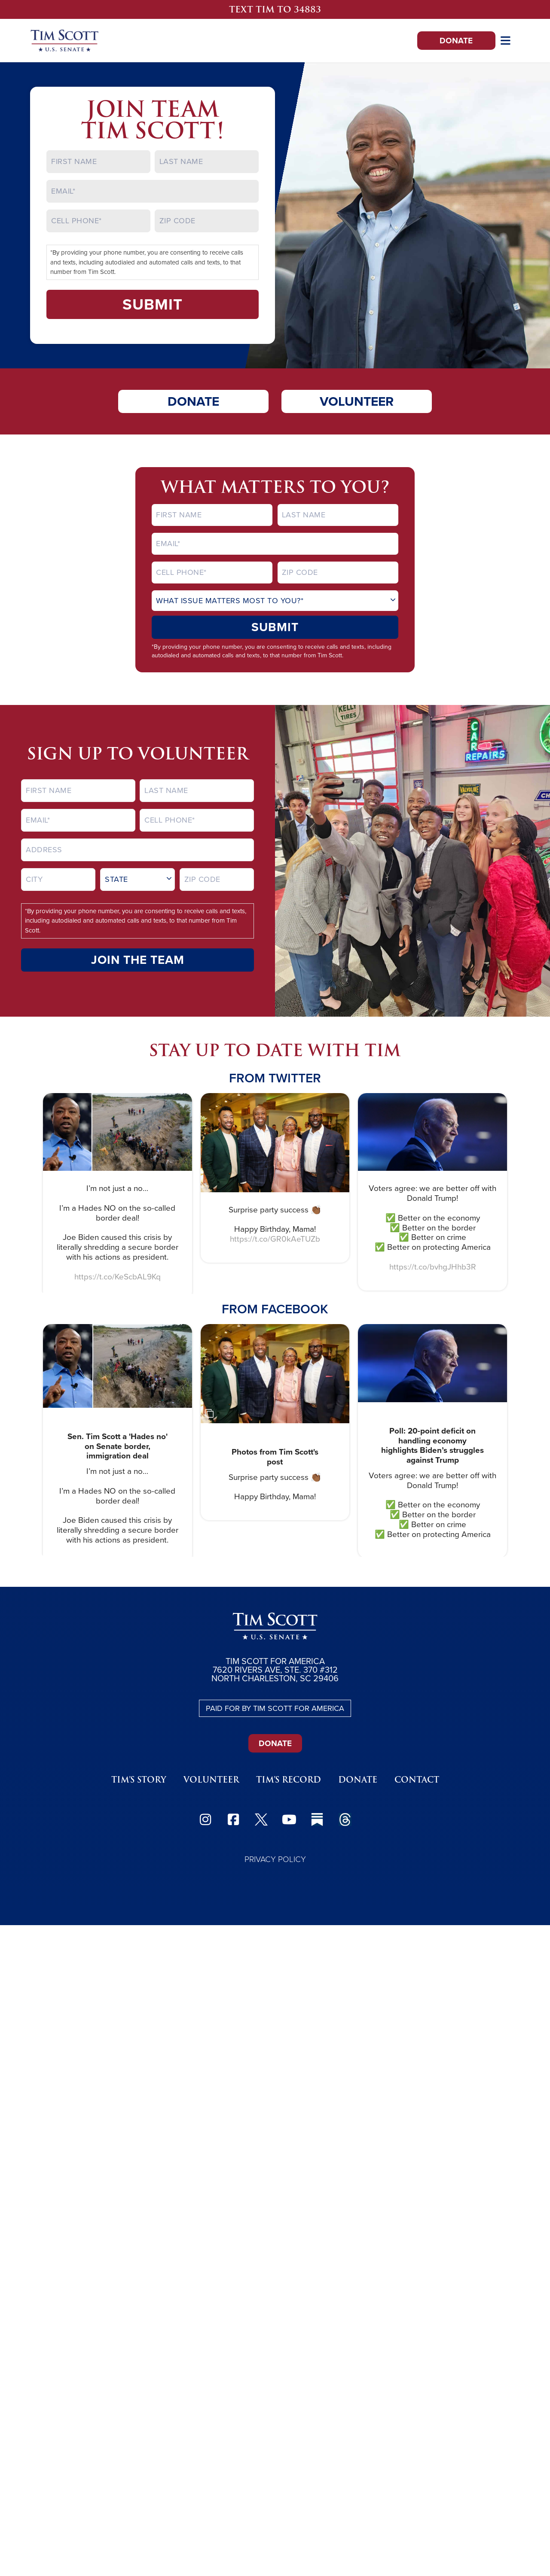 TEXT TIM TO 34883
TIM SCOTT
★ U.S. SENATE ★
DONATE
JOIN TEAM
TIM SCOTT!
FIRST NAME
LAST NAME
EMAIL*
CELL PHONE*
ZIP CODE
*By providing your phone number, you are consenting to receive calls
and texts, including autodialed and automated calls and texts, to that
number from Tim Scott.
SUBMIT
DONATE
VOLUNTEER
WHAT MATTERS TO YOU?
FIRST NAME
LAST NAME
EMAIL*
CELL PHONE*
ZIP CODE
WHAT ISSUE MATTERS MOST TO YOU?*
SUBMIT
*By providing your phone number, you are consenting to receive calls and texts, including
autodialed and automated calls and texts, to that number from Tim Scott.
SIGN UP TO VOLUNTEER
FIRST NAME
LAST NAME
EMAIL*
CELL PHONE*
ADDRESS
CITY
STATE
ZIP CODE
*By providing your phone number, you are consenting to receive calls and texts,
including autodialed and automated calls and texts, to that number from Tim
Scott.
JOIN THE TEAM
KELLY
TIRES
CAR
REPAIRS
VALVOLINE
CH
STAY UP TO DATE WITH TIM
FROM TWITTER
I'm not just a no...
I'm a Hades NO on the so-called
border deal!
Joe Biden caused this crisis by
literally shredding a secure border
with his actions as president.
https://t.co/KeScbAL9Kq
Surprise party success 👏🏾
Happy Birthday, Mama!
https://t.co/GR0kAeTUZb
Voters agree: we are better off with
Donald Trump!
✅ Better on the economy
✅ Better on the border
✅ Better on crime
✅ Better on protecting America
https://t.co/bvhgJHhb3R
FROM FACEBOOK
Sen. Tim Scott a 'Hades no'
on Senate border,
immigration deal
I'm not just a no...
I'm a Hades NO on the so-called
border deal!
Joe Biden caused this crisis by
literally shredding a secure border
with his actions as president.
Photos from Tim Scott's
post
Surprise party success 👏🏾
Happy Birthday, Mama!
Poll: 20-point deficit on
handling economy
highlights Biden's struggles
against Trump
Voters agree: we are better off with
Donald Trump!
✅ Better on the economy
✅ Better on the border
✅ Better on crime
✅ Better on protecting America
TIM SCOTT
★ U.S. SENATE ★
TIM SCOTT FOR AMERICA
7620 RIVERS AVE, STE. 370 #312
NORTH CHARLESTON, SC 29406
PAID FOR BY TIM SCOTT FOR AMERICA
DONATE
TIM'S STORY
VOLUNTEER
TIM'S RECORD
DONATE
CONTACT
PRIVACY POLICY